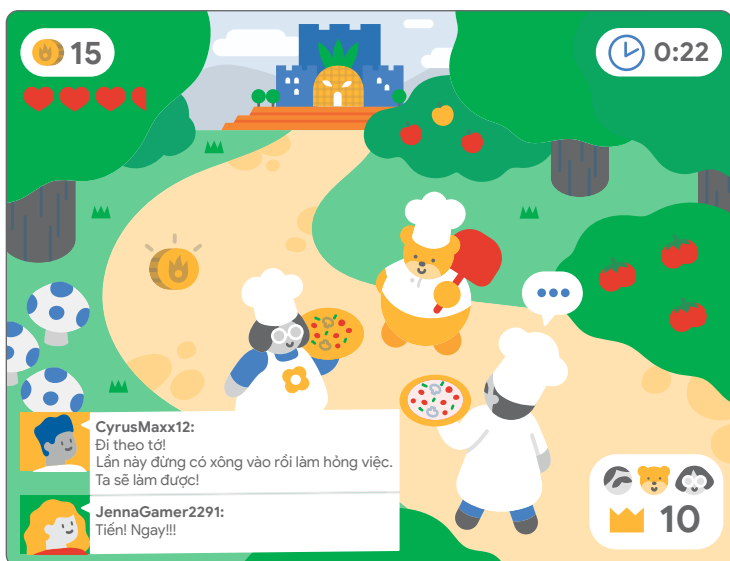 15
0:22
CyrusMaxx12:
Đi theo tớ!
Lần này đừng có xông vào rồi làm hỏng việc.
Ta sẽ làm được!
JennaGamer2291:
Tiến! Ngay!!!
10